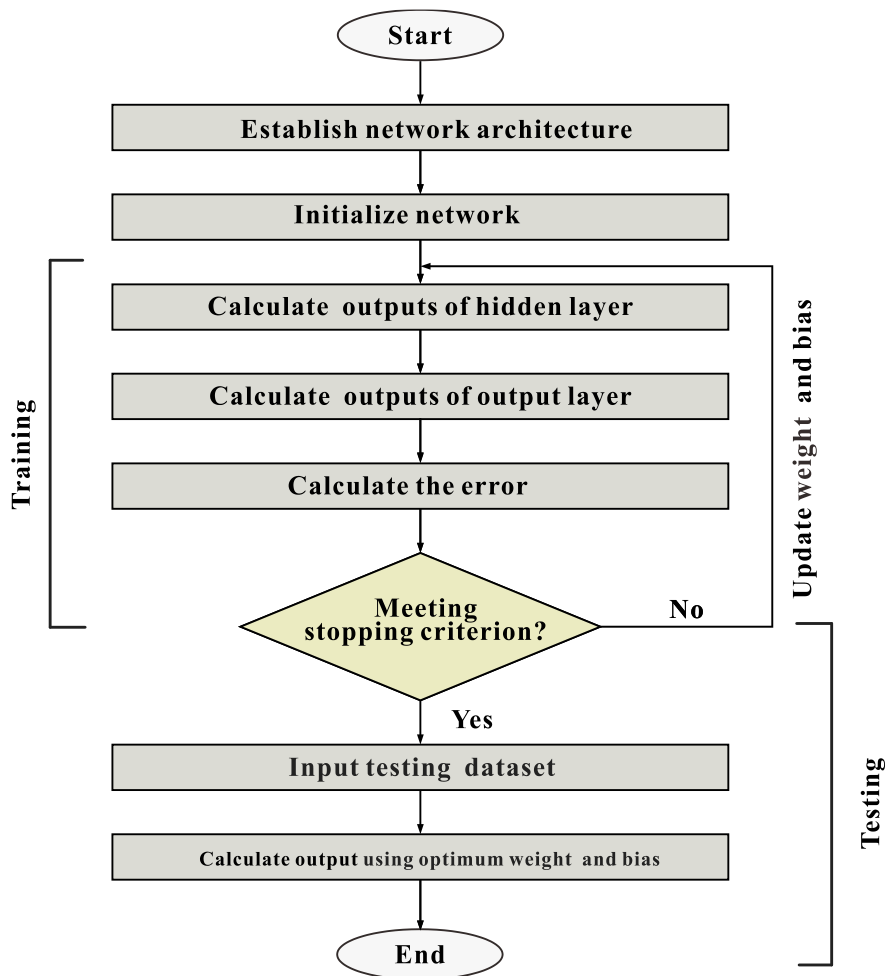 Start
Establish network architecture
Initialize network
Calculate outputs of hidden layer
Calculate outputs of output layer
Calculate the error
Training
Update weight and bias
Meeting
stopping criterion?
No
Yes
Input testing dataset
Calculate output using optimum weight and bias
Testing
End